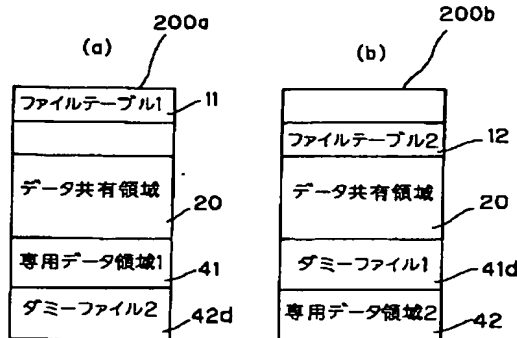 200a
(a)
ファイルテーブル1
11
データ共有領域
20
専用データ領域1
41
ダミーファイル2
42d
200b
(b)
ファイルテーブル2
12
データ共有領域
20
ダミーファイル1
41d
専用データ領域2
42